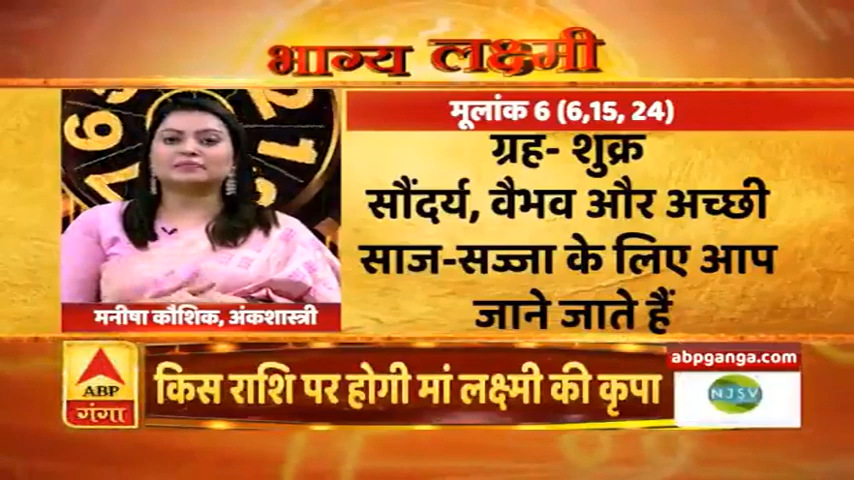 भाग्य लक्ष्मी
मूलांक 6 (6,15, 24)
ग्रह- शुक्र
सौंदर्य, वैभव और अच्छी
साज-सज्जा के लिए आप
जाने जाते हैं
मनीषा कौशिक, अंकशास्त्री
ABP
गंगा
किस राशि पर होगी मां लक्ष्मी की कृपा
abpganga.com
NJSV